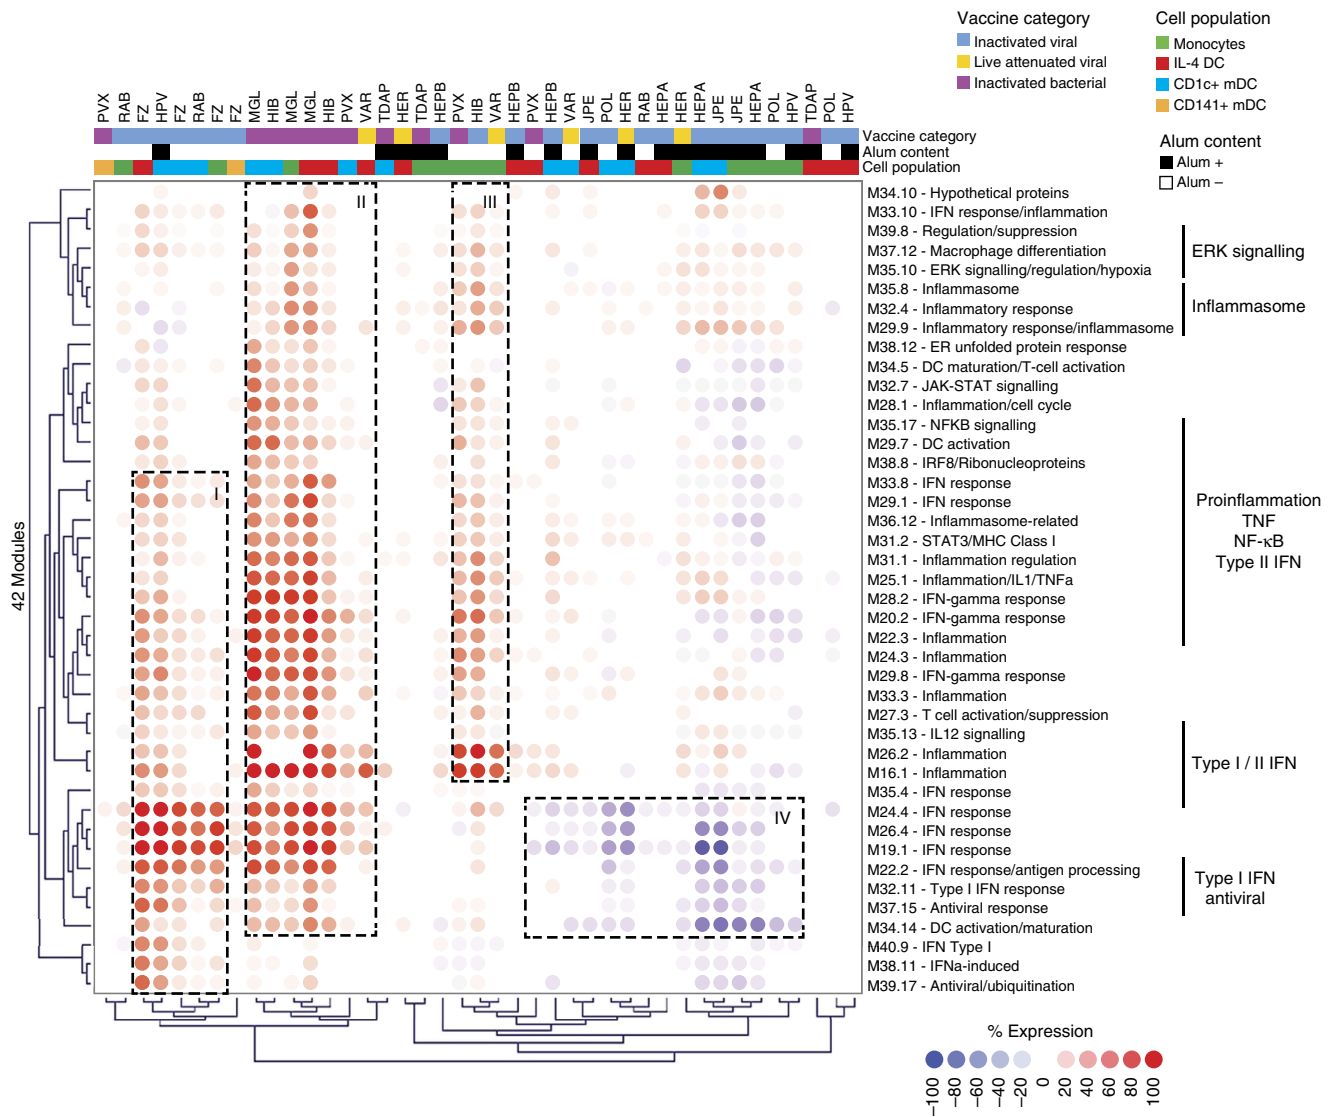 Vaccine category
Inactivated viral
Live attenuated viral
Inactivated bacterial
Cell population
Monocytes
IL-4 DC
CD1c+ mDC
CD141+ mDC
Alum content
Alum +
Alum –
PVX RAB FZ HPV FZ RAB FZ FZ MGL HIB MGL MGL HIB PVX VAR TDAP HER TDAP HEPB PVX HIB VAR HEPB PVX HEPB VAR JPE POL HER RAB HEPA HER HEPA JPE JPE HEPA POL HPV TDAP POL HPV
Vaccine category
Alum content
Cell population
I
II
III
IV
42 Modules
M34.10 - Hypothetical proteins
M33.10 - IFN response/inflammation
M39.8 - Regulation/suppression
M37.12 - Macrophage differentiation
M35.10 - ERK signalling/regulation/hypoxia
M35.8 - Inflammasome
M32.4 - Inflammatory response
M29.9 - Inflammatory response/inflammasome
M38.12 - ER unfolded protein response
M34.5 - DC maturation/T-cell activation
M32.7 - JAK-STAT signalling
M28.1 - Inflammation/cell cycle
M35.17 - NFKB signalling
M29.7 - DC activation
M38.8 - IRF8/Ribonucleoproteins
M33.8 - IFN response
M29.1 - IFN response
M36.12 - Inflammasome-related
M31.2 - STAT3/MHC Class I
M31.1 - Inflammation regulation
M25.1 - Inflammation/IL1/TNFa
M28.2 - IFN-gamma response
M20.2 - IFN-gamma response
M22.3 - Inflammation
M24.3 - Inflammation
M29.8 - IFN-gamma response
M33.3 - Inflammation
M27.3 - T cell activation/suppression
M35.13 - IL12 signalling
M26.2 - Inflammation
M16.1 - Inflammation
M35.4 - IFN response
M24.4 - IFN response
M26.4 - IFN response
M19.1 - IFN response
M22.2 - IFN response/antigen processing
M32.11 - Type I IFN response
M37.15 - Antiviral response
M34.14 - DC activation/maturation
M40.9 - IFN Type I
M38.11 - IFNa-induced
M39.17 - Antiviral/ubiquitination
ERK signalling
Inflammasome
Proinflammation
TNF
NF-κB
Type II IFN
Type I / II IFN
Type I IFN
antiviral
% Expression
–100 –80 –60 –40 –20 0 20 40 60 80 100